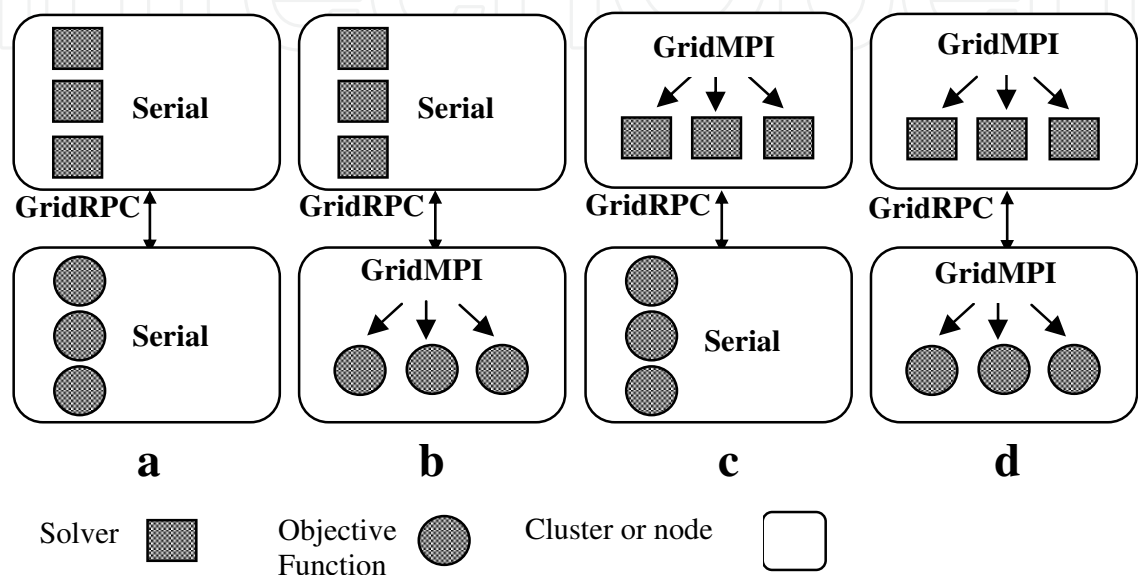 GridMPI GridMPI
Serial Serial
GridRPC GridRPC GridRPC GridRPC
GridMPI GridMPI
Serial Serial
a b c d
Solver Objective Function Cluster or node